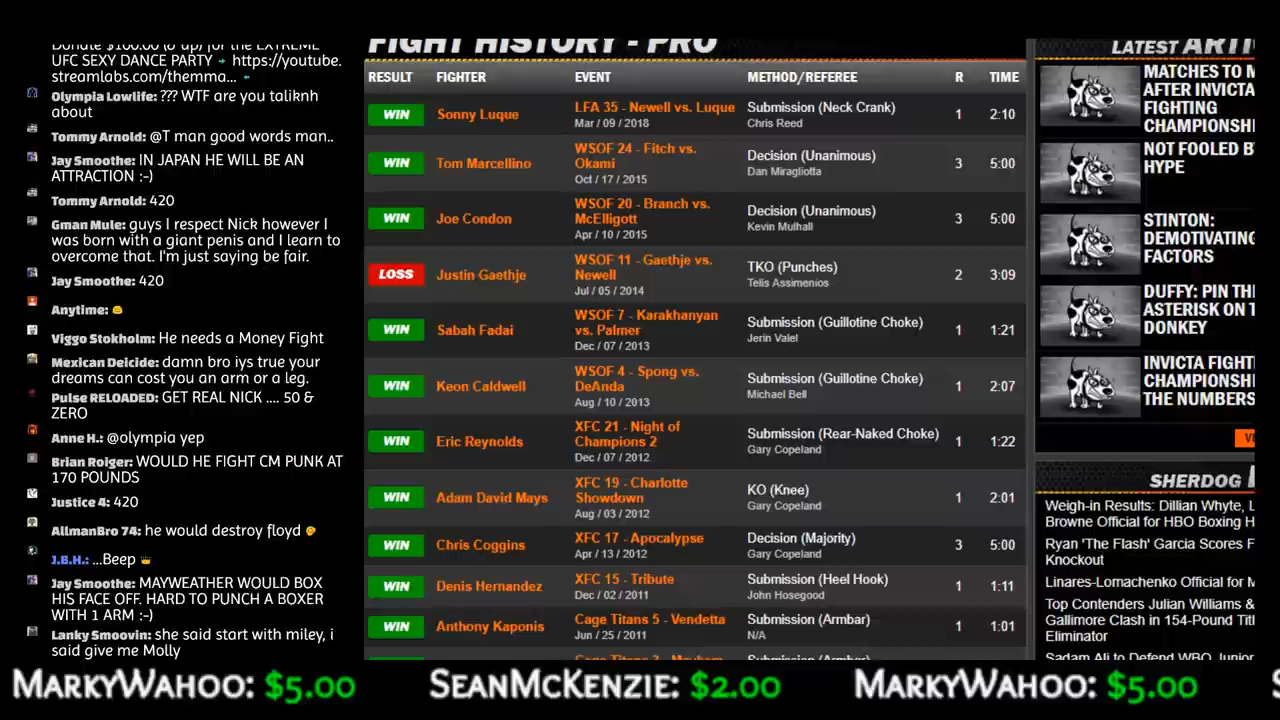 Donate $100.00 (& up) for the EXTREME
UFC SEXY DANCE PARTY → https://youtube.
streamlabs.com/themma... ←
Olympia Lowlife: ??? WTF are you taliknh
about
Tommy Arnold: @T man good words man..
Jay Smoothe: IN JAPAN HE WILL BE AN
ATTRACTION :-)
Tommy Arnold: 420
Gman Mule: guys I respect Nick however I
was born with a giant penis and I learn to
overcome that. I'm just saying be fair.
Jay Smoothe: 420
Anytime:
Viggo Stokholm: He needs a Money Fight
Mexican Deicide: damn bro iys true your
dreams can cost you an arm or a leg.
Pulse RELOADED: GET REAL NICK .... 50 &
ZERO
Anne H.: @olympia yep
Brian Roiger: WOULD HE FIGHT CM PUNK AT
170 POUNDS
Justice 4: 420
AllmanBro 74: he would destroy floyd
J.B.H.: ...Beep
Jay Smoothe: MAYWEATHER WOULD BOX
HIS FACE OFF. HARD TO PUNCH A BOXER
WITH 1 ARM :-)
Lanky Smoovin: she said start with miley, i
said give me Molly
FIGHT HISTORY - PRO
RESULT FIGHTER EVENT METHOD/REFEREE R TIME
WIN Sonny Luque LFA 35 - Newell vs. Luque Submission (Neck Crank) 1 2:10
Mar / 09 / 2018 Chris Reed
WIN Tom Marcellino WSOF 24 - Fitch vs. Decision (Unanimous) 3 5:00
Okami Dan Miragliotta
Oct / 17 / 2015
WIN Joe Condon WSOF 20 - Branch vs. Decision (Unanimous) 3 5:00
McElligott Kevin Mulhall
Apr / 10 / 2015
LOSS Justin Gaethje WSOF 11 - Gaethje vs. TKO (Punches) 2 3:09
Newell Telis Assimenios
Jul / 05 / 2014
WIN Sabah Fadai WSOF 7 - Karakhanyan Submission (Guillotine Choke) 1 1:21
vs. Palmer Jerin Valel
Dec / 07 / 2013
WIN Keon Caldwell WSOF 4 - Spong vs. Submission (Guillotine Choke) 1 2:07
DeAnda Michael Bell
Aug / 10 / 2013
WIN Eric Reynolds XFC 21 - Night of Submission (Rear-Naked Choke) 1 1:22
Champions 2 Gary Copeland
Dec / 07 / 2012
WIN Adam David Mays XFC 19 - Charlotte KO (Knee) 1 2:01
Showdown Gary Copeland
Aug / 03 / 2012
WIN Chris Coggins XFC 17 - Apocalypse Decision (Majority) 3 5:00
Apr / 13 / 2012 Gary Copeland
WIN Denis Hernandez XFC 15 - Tribute Submission (Heel Hook) 1 1:11
Dec / 02 / 2011 John Hosegood
WIN Anthony Kaponis Cage Titans 5 - Vendetta Submission (Armbar) 1 1:01
Jun / 25 / 2011 N/A
Cage Titans 3 - Mayhem Submission (Armbar)
LATEST ARTI
MATCHES TO M
AFTER INVICTA
FIGHTING
CHAMPIONSHI
NOT FOOLED BY
HYPE
STINTON:
DEMOTIVATING
FACTORS
DUFFY: PIN THE
ASTERISK ON T
DONKEY
INVICTA FIGHTI
CHAMPIONSHI
THE NUMBERS
VI
SHERDOG
Weigh-in Results: Dillian Whyte, L
Browne Official for HBO Boxing H
Ryan 'The Flash' Garcia Scores F
Knockout
Linares-Lomachenko Official for M
Top Contenders Julian Williams &
Gallimore Clash in 154-Pound Titl
Eliminator
Sadam Ali to Defend WBO Junior
MarkyWahoo: $5.00 SeanMcKenzie: $2.00 MarkyWahoo: $5.00 S